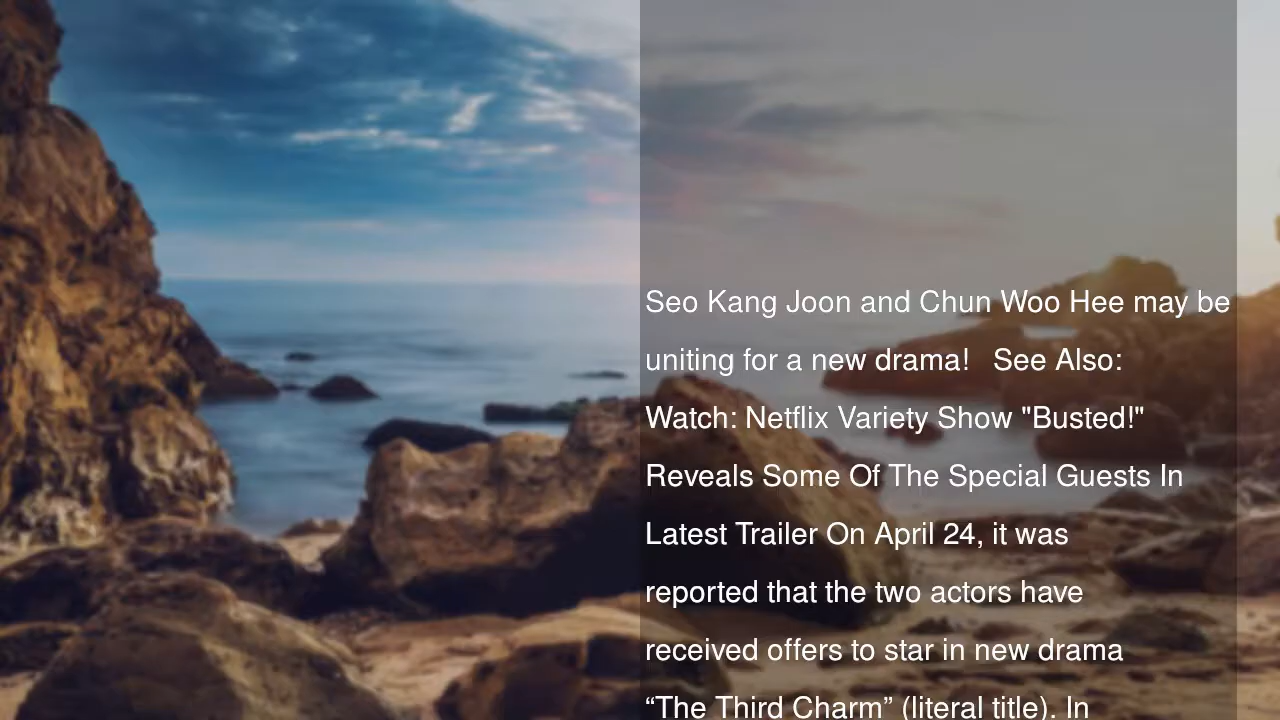 Seo Kang Joon and Chun Woo Hee may be
uniting for a new drama!   See Also:
Watch: Netflix Variety Show "Busted!"
Reveals Some Of The Special Guests In
Latest Trailer On April 24, it was
reported that the two actors have
received offers to star in new drama
“The Third Charm” (literal title). In